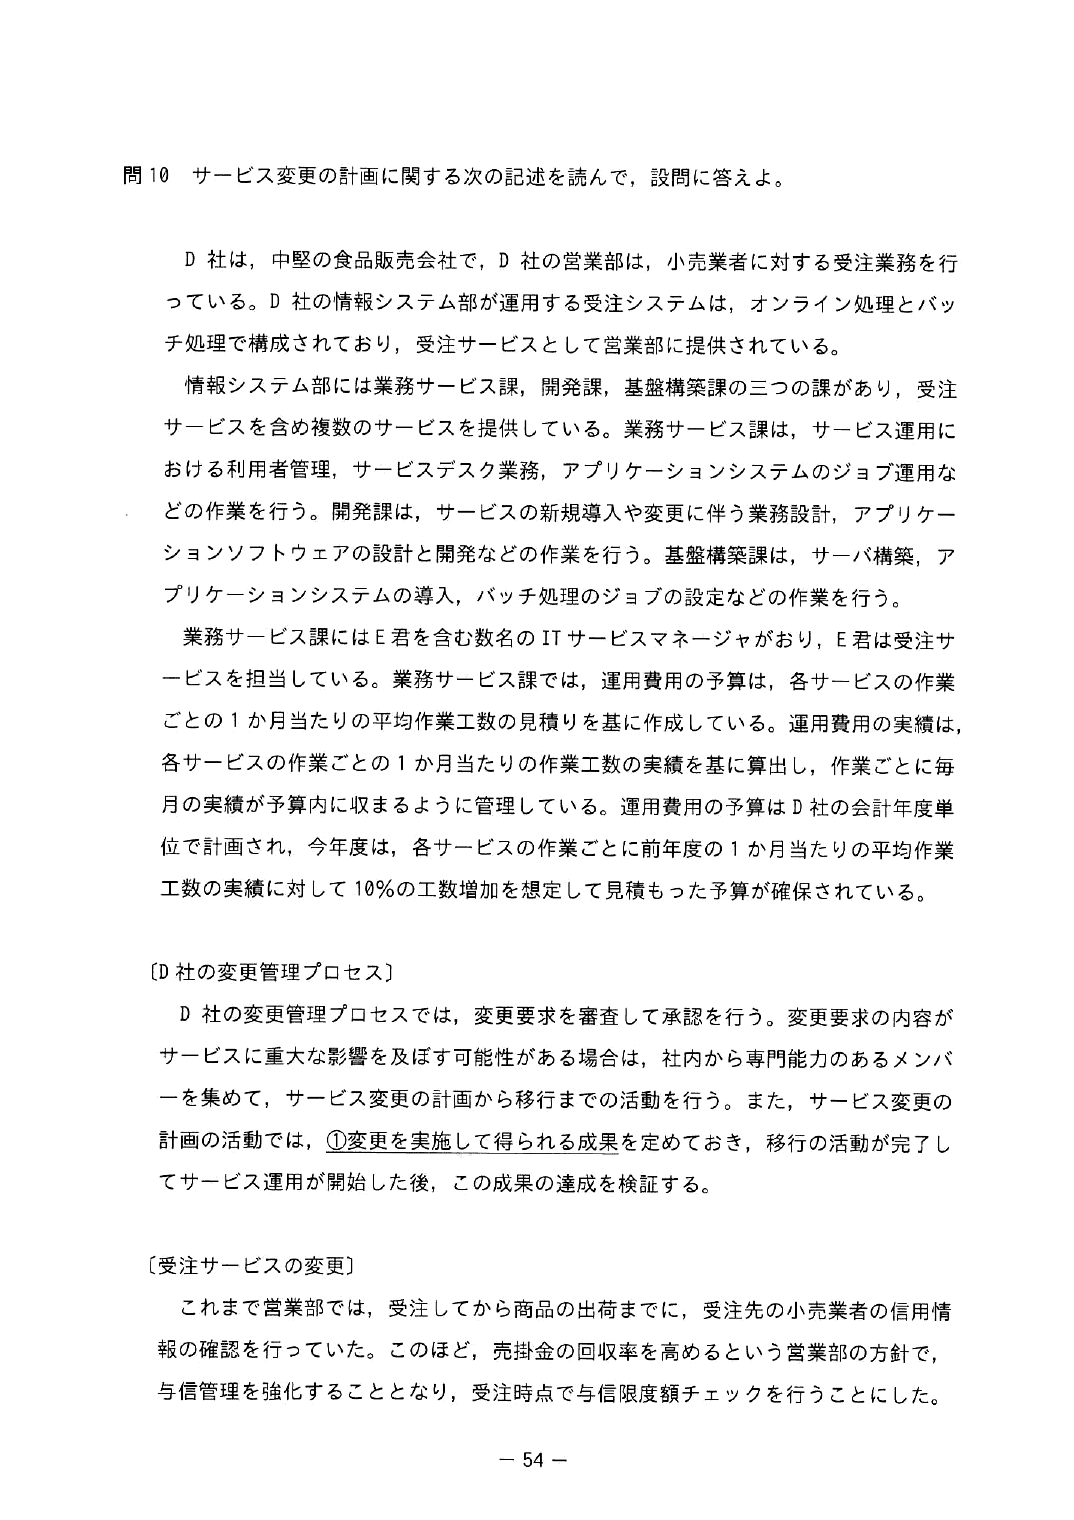 問10　サービス変更の計画に関する次の記述を読んで，設問に答えよ。
D 社は，中堅の食品販売会社で，D 社の営業部は，小売業者に対する受注業務を行
っている。D 社の情報システム部が運用する受注システムは，オンライン処理とバッ
チ処理で構成されており，受注サービスとして営業部に提供されている。
情報システム部には業務サービス課，開発課，基盤構築課の三つの課があり，受注
サービスを含め複数のサービスを提供している。業務サービス課は，サービス運用に
おける利用者管理，サービスデスク業務，アプリケーションシステムのジョブ運用な
どの作業を行う。開発課は，サービスの新規導入や変更に伴う業務設計，アプリケー
ションソフトウェアの設計と開発などの作業を行う。基盤構築課は，サーバ構築，ア
プリケーションシステムの導入，バッチ処理のジョブの設定などの作業を行う。
業務サービス課にはE君を含む数名のITサービスマネージャがおり，E君は受注サ
ービスを担当している。業務サービス課では，運用費用の予算は，各サービスの作業
ごとの1か月当たりの平均作業工数の見積りを基に作成している。運用費用の実績は，
各サービスの作業ごとの1か月当たりの作業工数の実績を基に算出し，作業ごとに毎
月の実績が予算内に収まるように管理している。運用費用の予算はD社の会計年度単
位で計画され，今年度は，各サービスの作業ごとに前年度の1か月当たりの平均作業
工数の実績に対して10%の工数増加を想定して見積もった予算が確保されている。
〔D社の変更管理プロセス〕
D 社の変更管理プロセスでは，変更要求を審査して承認を行う。変更要求の内容が
サービスに重大な影響を及ぼす可能性がある場合は，社内から専門能力のあるメンバ
ーを集めて，サービス変更の計画から移行までの活動を行う。また，サービス変更の
計画の活動では，①変更を実施して得られる成果を定めておき，移行の活動が完了し
てサービス運用が開始した後，この成果の達成を検証する。
〔受注サービスの変更〕
これまで営業部では，受注してから商品の出荷までに，受注先の小売業者の信用情
報の確認を行っていた。このほど，売掛金の回収率を高めるという営業部の方針で，
与信管理を強化することとなり，受注時点で与信限度額チェックを行うことにした。
— 54 —